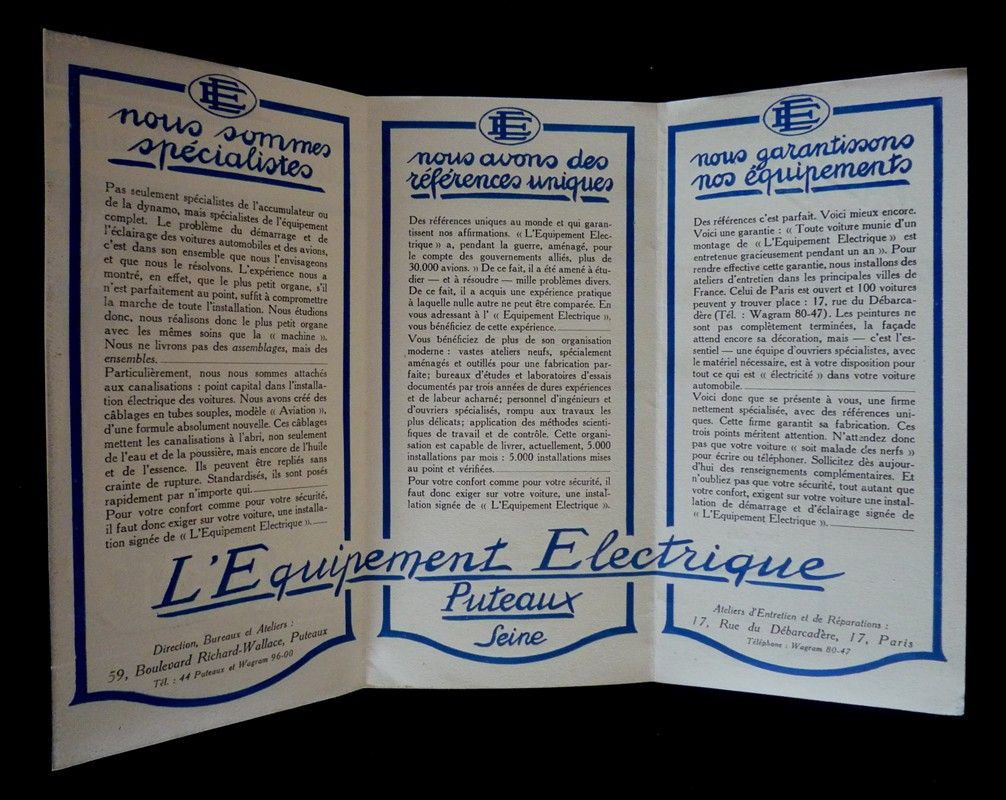 EE
nous sommes
spécialistes
Pas seulement spécialistes de l'accumulateur ou
de la dynamo, mais spécialistes de l'équipement
complet. Le problème du démarrage et de
l'éclairage des voitures automobiles et des avions,
c'est dans son ensemble que nous l'envisageons
et que nous le résolvons. L'expérience nous a
montré, en effet, que le plus petit organe, s'il
n'est parfaitement au point, suffit à compromettre
la marche de toute l'installation. Nous étudions
donc, nous réalisons donc le plus petit organe
avec les mêmes soins que la « machine ».
Nous ne livrons pas des assemblages, mais des
ensembles.
Particulièrement, nous nous sommes attachés
aux canalisations : point capital dans l'installa-
tion électrique des voitures. Nous avons créé des
câblages en tubes souples, modèle « Aviation »,
d'une formule absolument nouvelle. Ces câblages
mettent les canalisations à l'abri, non seulement
de l'eau et de la poussière, mais encore de l'huile
et de l'essence. Ils peuvent être repliés sans
crainte de rupture. Standardisés, ils sont posés
rapidement par n'importe qui.
Pour votre confort comme pour votre sécurité,
il faut donc exiger sur votre voiture, une installa-
tion signée de « L'Equipement Electrique ».
EE
nous avons des
références uniques
Des références uniques au monde et qui garan-
tissent nos affirmations. « L'Equipement Elec-
trique » a, pendant la guerre, aménagé, pour
le compte des gouvernements alliés, plus de
30.000 avions. » De ce fait, il a été amené à étu-
dier — et à résoudre — mille problèmes divers.
De ce fait, il a acquis une expérience pratique
à laquelle nulle autre ne peut être comparée. En
vous adressant à l' « Equipement Electrique »,
vous bénéficiez de cette expérience.
Vous bénéficiez de plus de son organisation
moderne : vastes ateliers neufs, spécialement
aménagés et outillés pour une fabrication par-
faite; bureaux d'études et laboratoires d'essais
documentés par trois années de dures expériences
et de labeur acharné; personnel d'ingénieurs et
d'ouvriers spécialisés, rompu aux travaux les
plus délicats; application des méthodes scienti-
fiques de travail et de contrôle. Cette organi-
sation est capable de livrer, actuellement, 5.000
installations par mois : 5.000 installations mises
au point et vérifiées.
Pour votre confort comme pour votre sécurité, il
faut donc exiger sur votre voiture, une instal-
lation signée de « L'Equipement Electrique ».
EE
nous garantissons
nos équipements
Des références c'est parfait. Voici mieux encore.
Voici une garantie : « Toute voiture munie d'un
montage de « L'Equipement Electrique » est
entretenue gracieusement pendant un an ». Pour
rendre effective cette garantie, nous installons des
ateliers d'entretien dans les principales villes de
France. Celui de Paris est ouvert et 100 voitures
peuvent y trouver place : 17, rue du Débarca-
dère (Tél. : Wagram 80-47). Les peintures ne
sont pas complètement terminées, la façade
attend encore sa décoration, mais — c'est l'es-
sentiel — une équipe d'ouvriers spécialistes, avec
le matériel nécessaire, est à votre disposition pour
tout ce qui est « électricité » dans votre voiture
automobile.
Voici donc que se présente à vous, une firme
nettement spécialisée, avec des références uni-
ques. Cette firme garantit sa fabrication. Ces
trois points méritent attention. N'attendez donc
pas que votre voiture « soit malade des nerfs »
pour écrire ou téléphoner. Sollicitez dès aujour-
d'hui des renseignements complémentaires. Et
n'oubliez pas que votre sécurité, tout autant que
votre confort, exigent sur votre voiture une instal-
lation de démarrage et d'éclairage signée de
« L'Equipement Electrique ».
L'Equipement Electrique
Puteaux
Seine
Direction, Bureaux et Ateliers :
59, Boulevard Richard-Wallace, Puteaux
Tél. : 44 Puteaux et Wagram 96-00
Ateliers d'Entretien et de Réparations :
17, Rue du Débarcadère, 17, Paris
Téléphone : Wagram 80-47